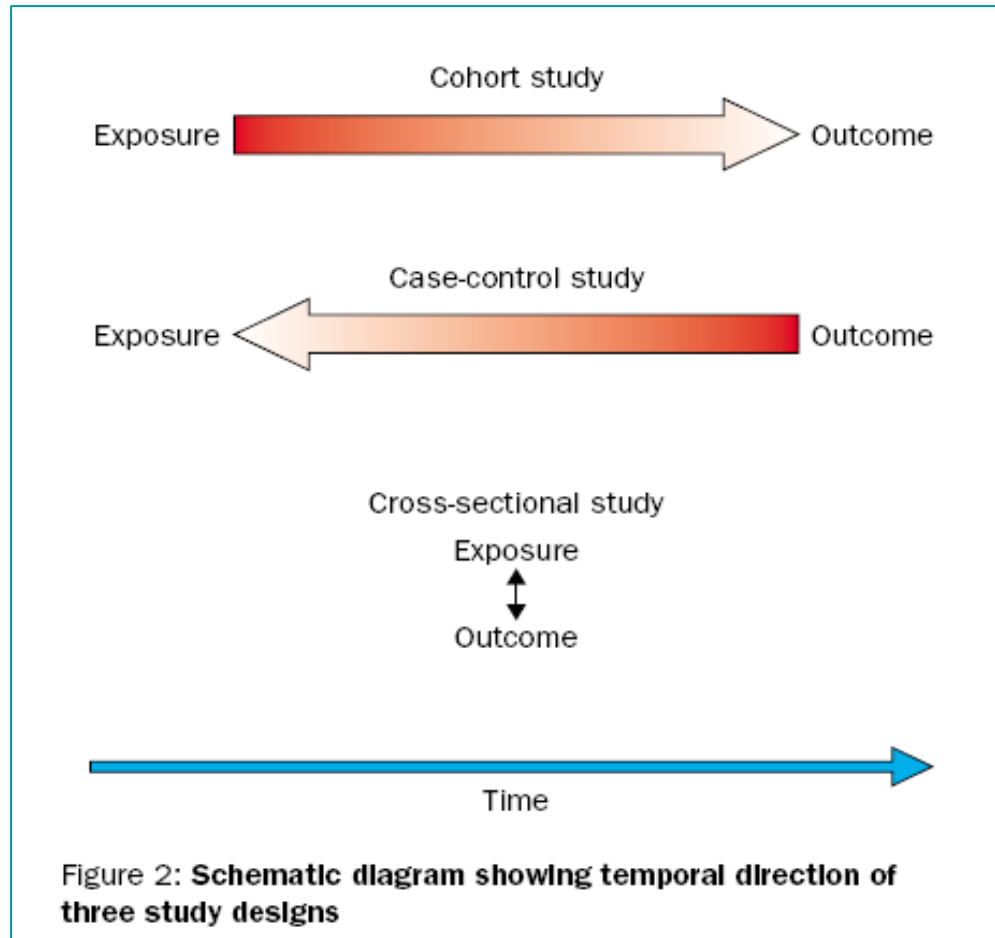 Cohort study
Exposure
Outcome
Case-control study
Exposure
Outcome
Cross-sectional study
Exposure
Outcome
Time
Figure 2: Schematic diagram showing temporal direction of
three study designs